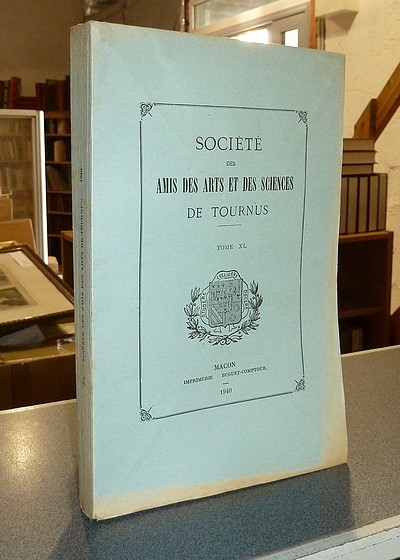 SOCIÉTÉ
DES
AMIS DES ARTS ET DES SCIENCES
DE TOURNUS
TOME XL
MACON
IMPRIMERIE BUGUET-COMPTOUR,
1940